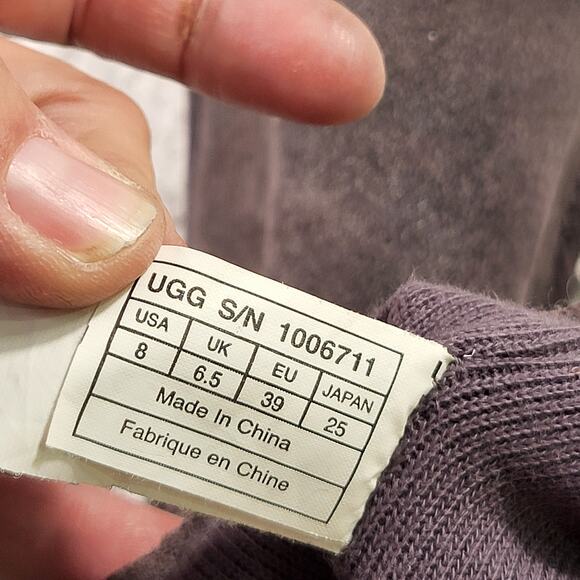 UGG S/N 1006711
USA UK EU JAPAN
8 6.5 39 25
Made In China
Fabrique en Chine